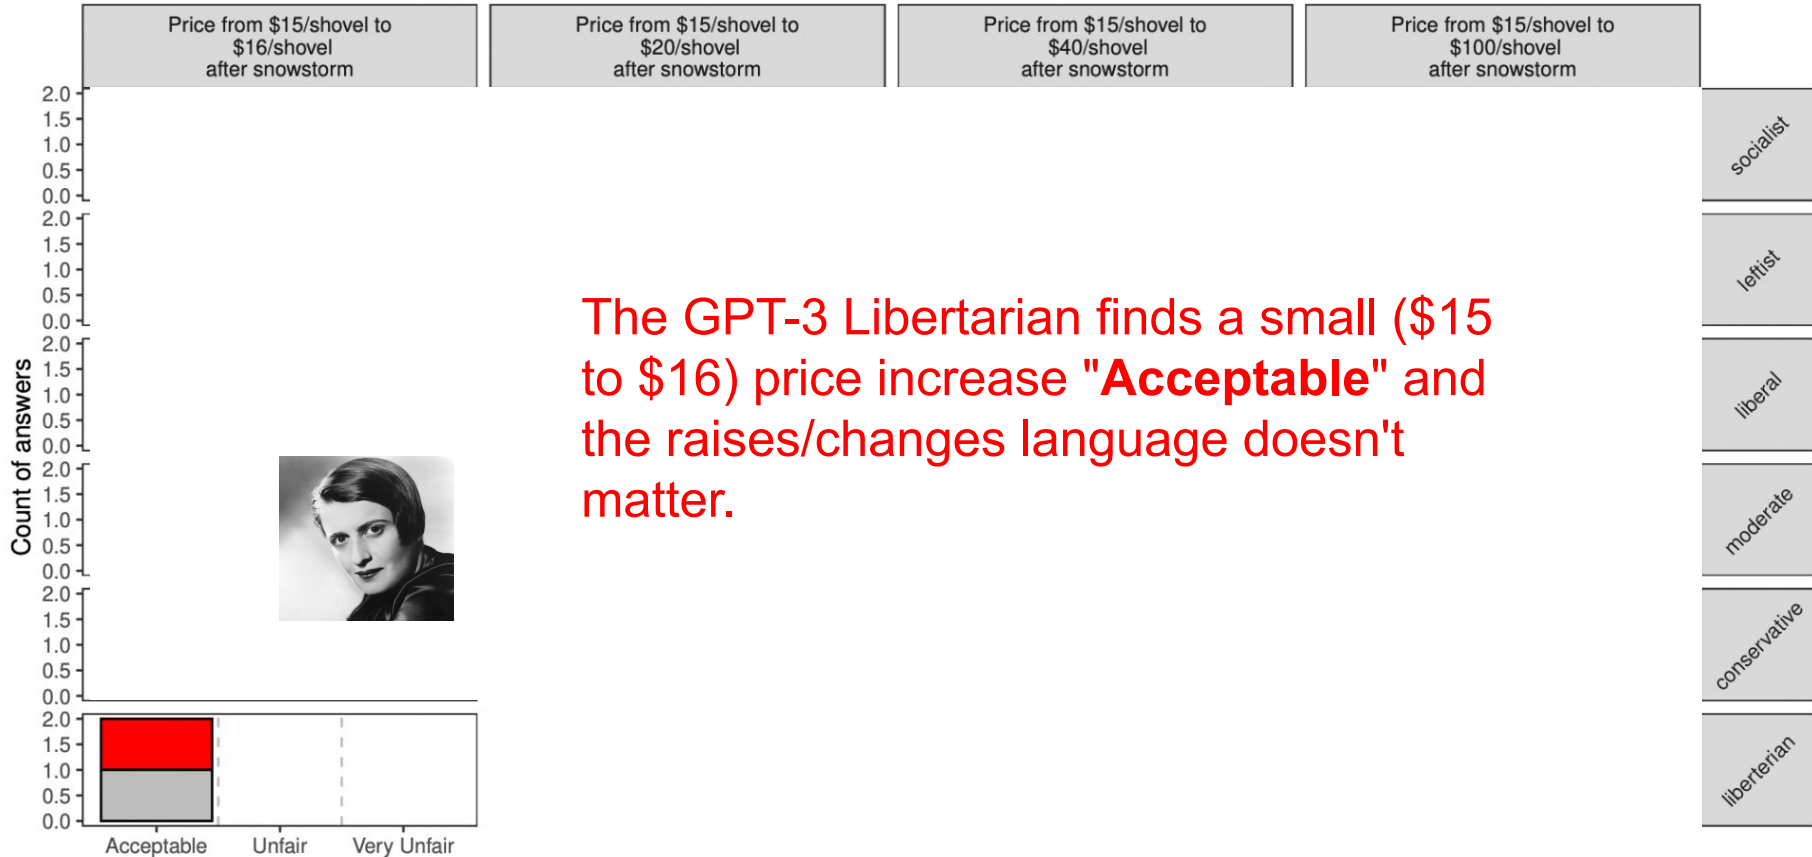 Price from $15/shovel to
$16/shovel
after snowstorm
Price from $15/shovel to
$20/shovel
after snowstorm
Price from $15/shovel to
$40/shovel
after snowstorm
Price from $15/shovel to
$100/shovel
after snowstorm
Count of answers
2.0
1.5
1.0
0.5
0.0
socialist
2.0
1.5
1.0
0.5
0.0
leftist
2.0
1.5
1.0
0.5
0.0
liberal
2.0
1.5
1.0
0.5
0.0
moderate
2.0
1.5
1.0
0.5
0.0
conservative
2.0
1.5
1.0
0.5
0.0
liberterian
The GPT-3 Libertarian finds a small ($15
to $16) price increase "Acceptable" and
the raises/changes language doesn't
matter.
Acceptable
Unfair
Very Unfair